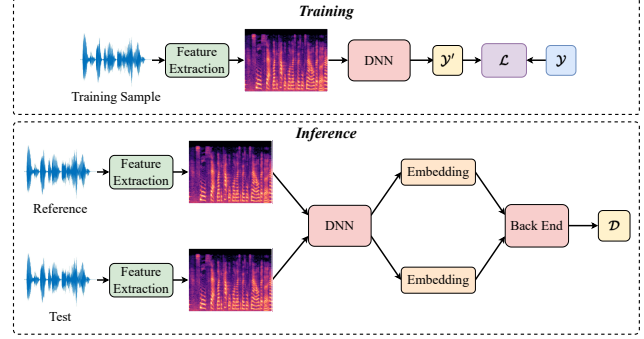 Training
Feature
Extraction
DNN
𝒴′
ℒ
𝒴
Training Sample
Inference
Feature
Extraction
Reference
Embedding
DNN
Back End
𝒟
Feature
Extraction
Embedding
Test